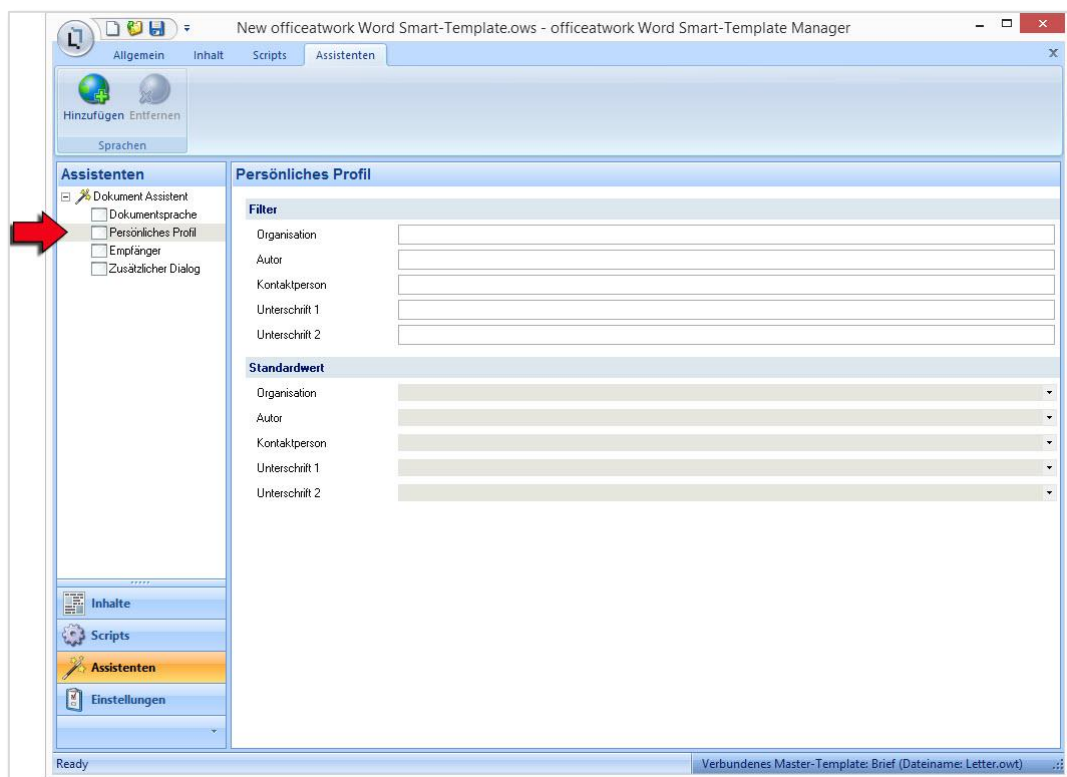 New officeatwork Word Smart-Template.ows - officeatwork Word Smart-Template Manager
Allgemein Inhalt Scripts Assistenten
Hinzufügen Entfernen
Sprachen
Assistenten
Dokument Assistent
Dokumentsprache
Persönliches Profil
Empfänger
Zusätzlicher Dialog
Inhalte
Scripts
Assistenten
Einstellungen
Persönliches Profil
Filter
Organisation
Autor
Kontaktperson
Unterschrift 1
Unterschrift 2
Standardwert
Organisation
Autor
Kontaktperson
Unterschrift 1
Unterschrift 2
Ready
Verbundenes Master-Template: Brief (Dateiname: Letter.owt)